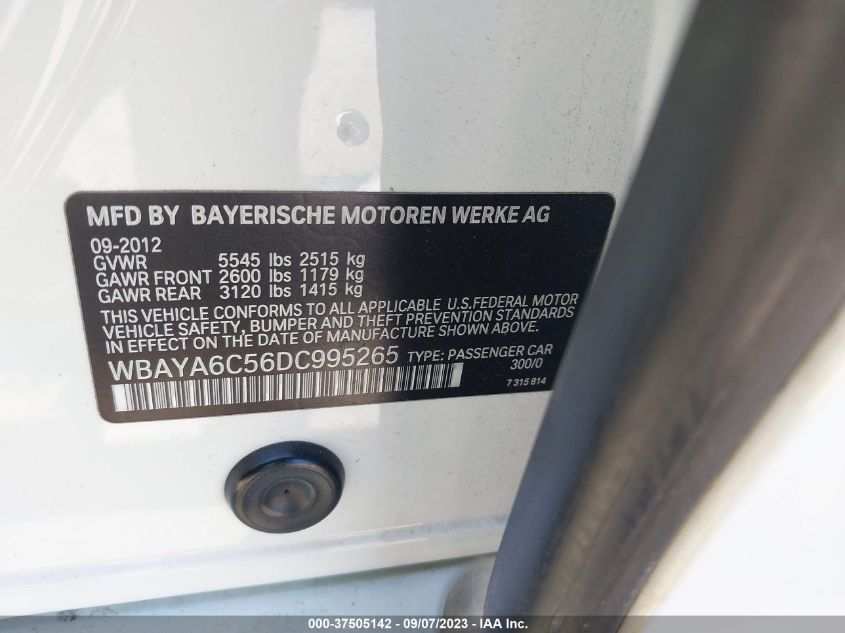 MFD BY BAYERISCHE MOTOREN WERKE AG
09-2012
GVWR 5545 lbs 2515 kg
GAWR FRONT 2600 lbs 1179 kg
GAWR REAR 3120 lbs 1415 kg
THIS VEHICLE CONFORMS TO ALL APPLICABLE U.S.FEDERAL MOTOR
VEHICLE SAFETY, BUMPER AND THEFT PREVENTION STANDARDS
IN EFFECT ON THE DATE OF MANUFACTURE SHOWN ABOVE.
WBAYA6C56DC995265 TYPE: PASSENGER CAR
300/0
7 315 814
000-37505142 - 09/07/2023 - IAA Inc.